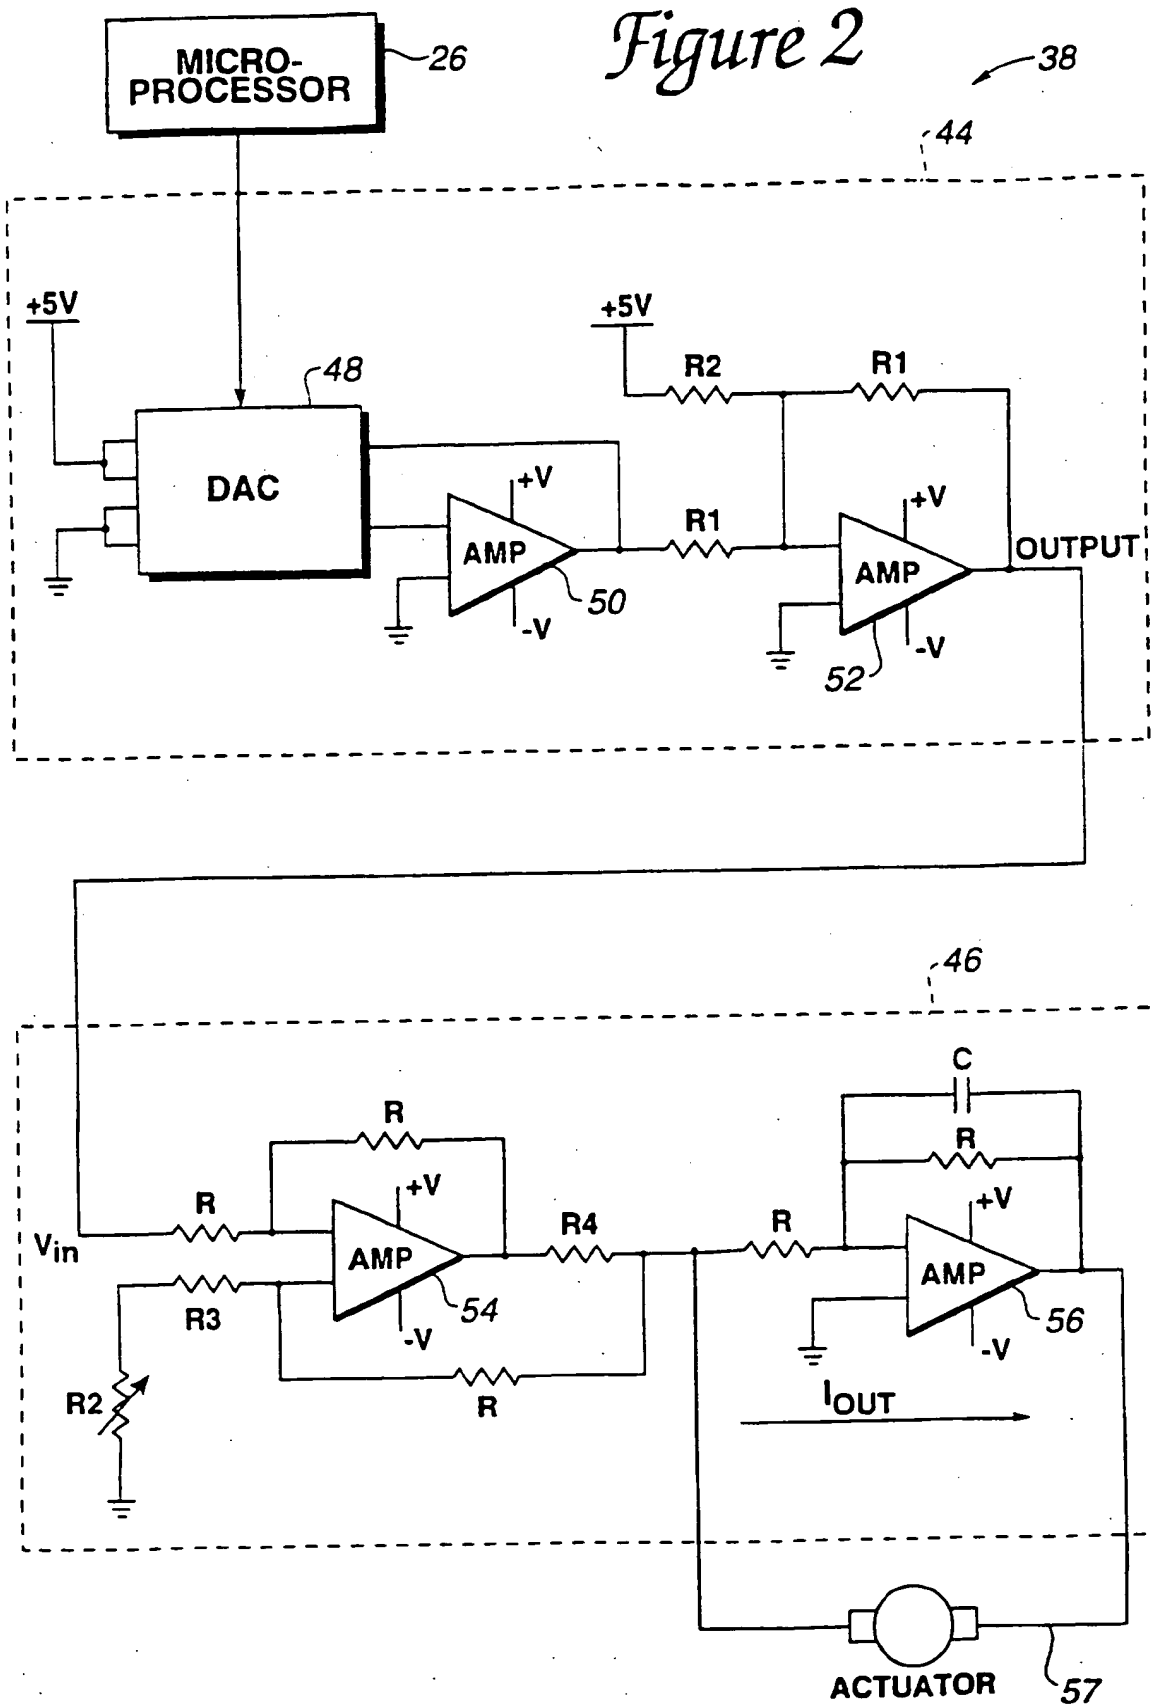 Figure 2
MICRO-
PROCESSOR
26
38
44
+5V
+5V
R2
R1
48
DAC
+V
AMP
50
-V
R1
+V
AMP
52
-V
OUTPUT
46
C
R
R
+V
AMP
54
-V
R
Vin
R3
R4
R
+V
AMP
56
-V
R2
R
IOUT
ACTUATOR
57